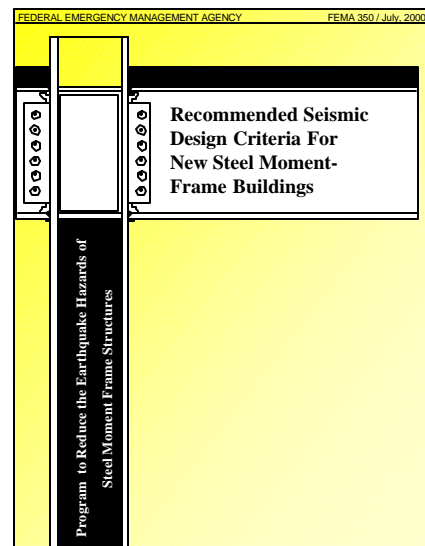 FEDERAL EMERGENCY MANAGEMENT AGENCY FEMA 350 / July, 2000
Recommended Seismic
Design Criteria For
New Steel Moment-
Frame Buildings
Program to Reduce the Earthquake Hazards of
Steel Moment Frame Structures